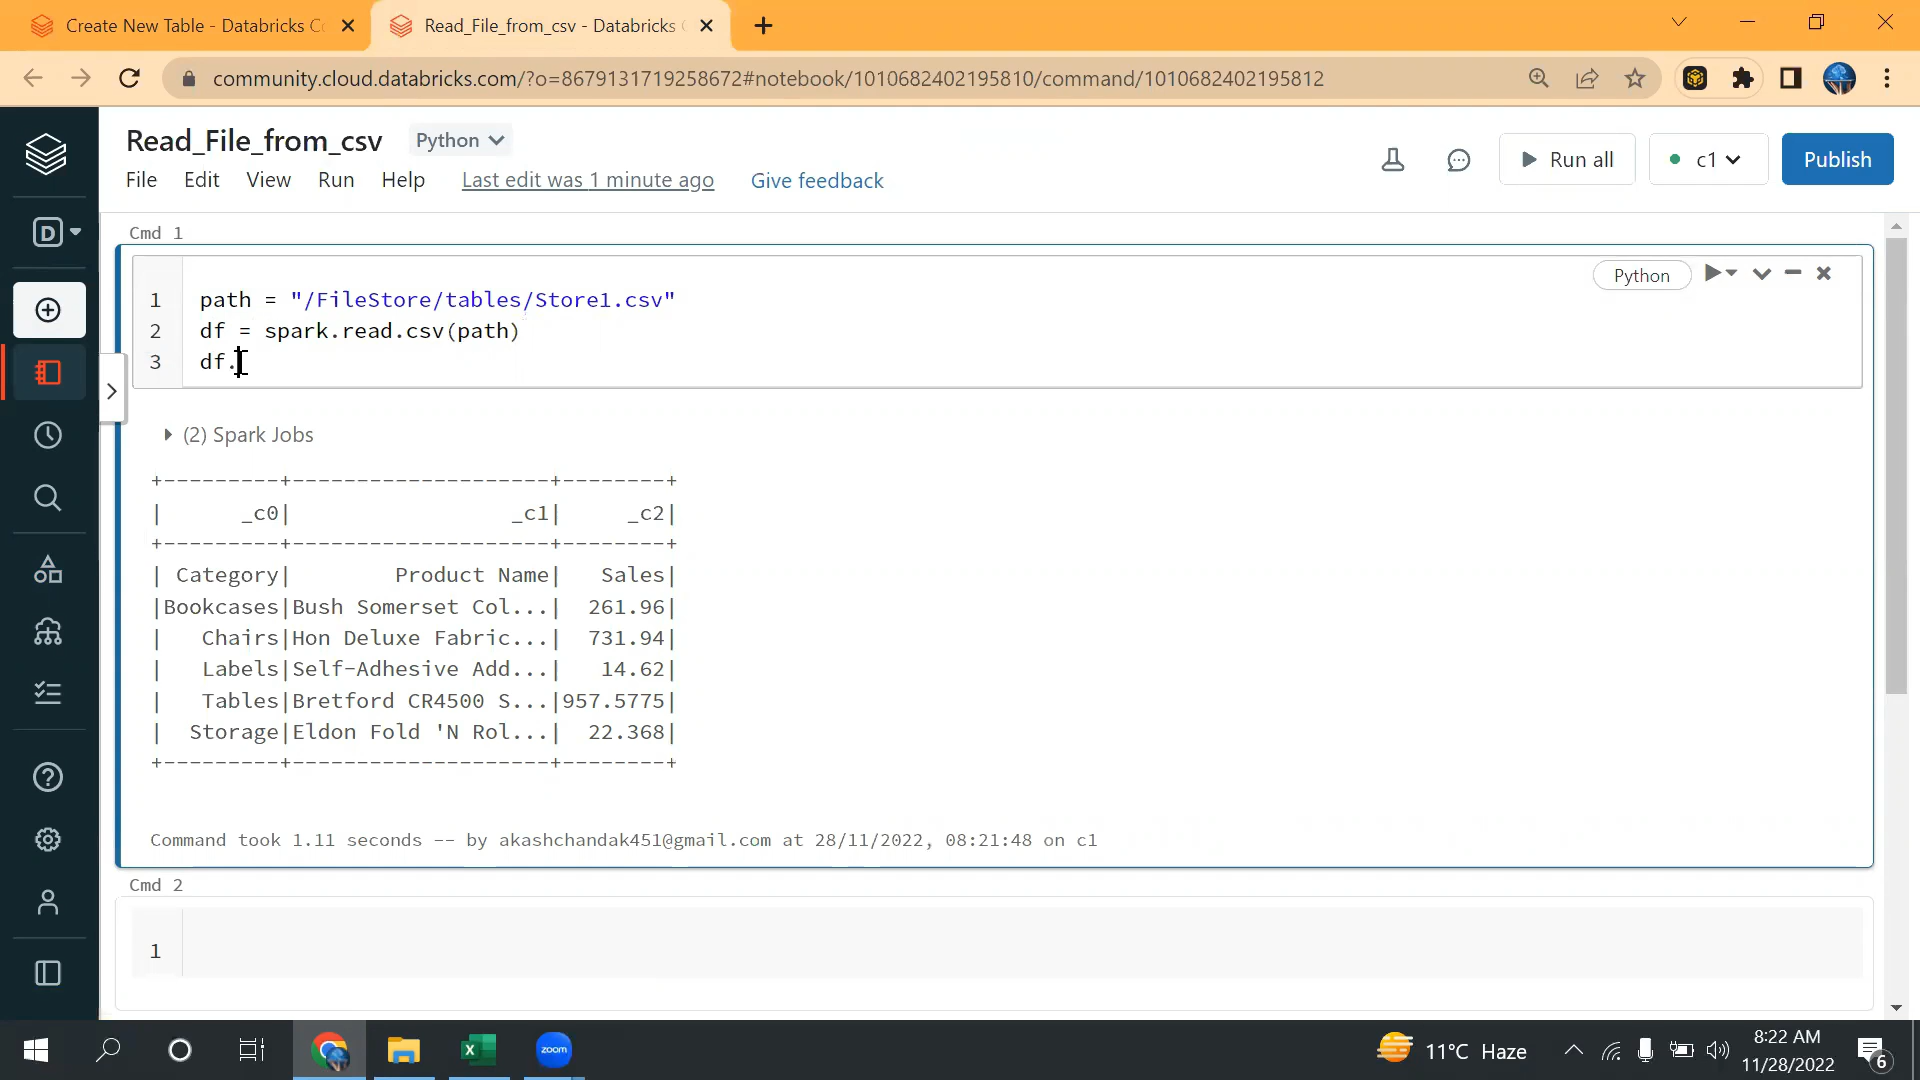 Create New Table - Databricks Co
Read_File_from_csv - Databricks C
community.cloud.databricks.com/?o=8679131719258672#notebook/1010682402195810/command/1010682402195812
Read_File_from_csv Python
File Edit View Run Help Last edit was 1 minute ago Give feedback
Run all
c1
Publish
D
Cmd 1
Python
1 path = "/FileStore/tables/Store1.csv"
2 df = spark.read.csv(path)
3 df.
(2) Spark Jobs
+---------+--------------------+--------+
| _c0| _c1| _c2|
+---------+--------------------+--------+
| Category| Product Name| Sales|
|Bookcases|Bush Somerset Col...| 261.96|
| Chairs|Hon Deluxe Fabric...| 731.94|
| Labels|Self-Adhesive Add...| 14.62|
| Tables|Bretford CR4500 S...|957.5775|
| Storage|Eldon Fold 'N Rol...| 22.368|
+---------+--------------------+--------+
Command took 1.11 seconds -- by akashchandak451@gmail.com at 28/11/2022, 08:21:48 on c1
Cmd 2
1
zoom
11°C Haze
8:22 AM
11/28/2022
6